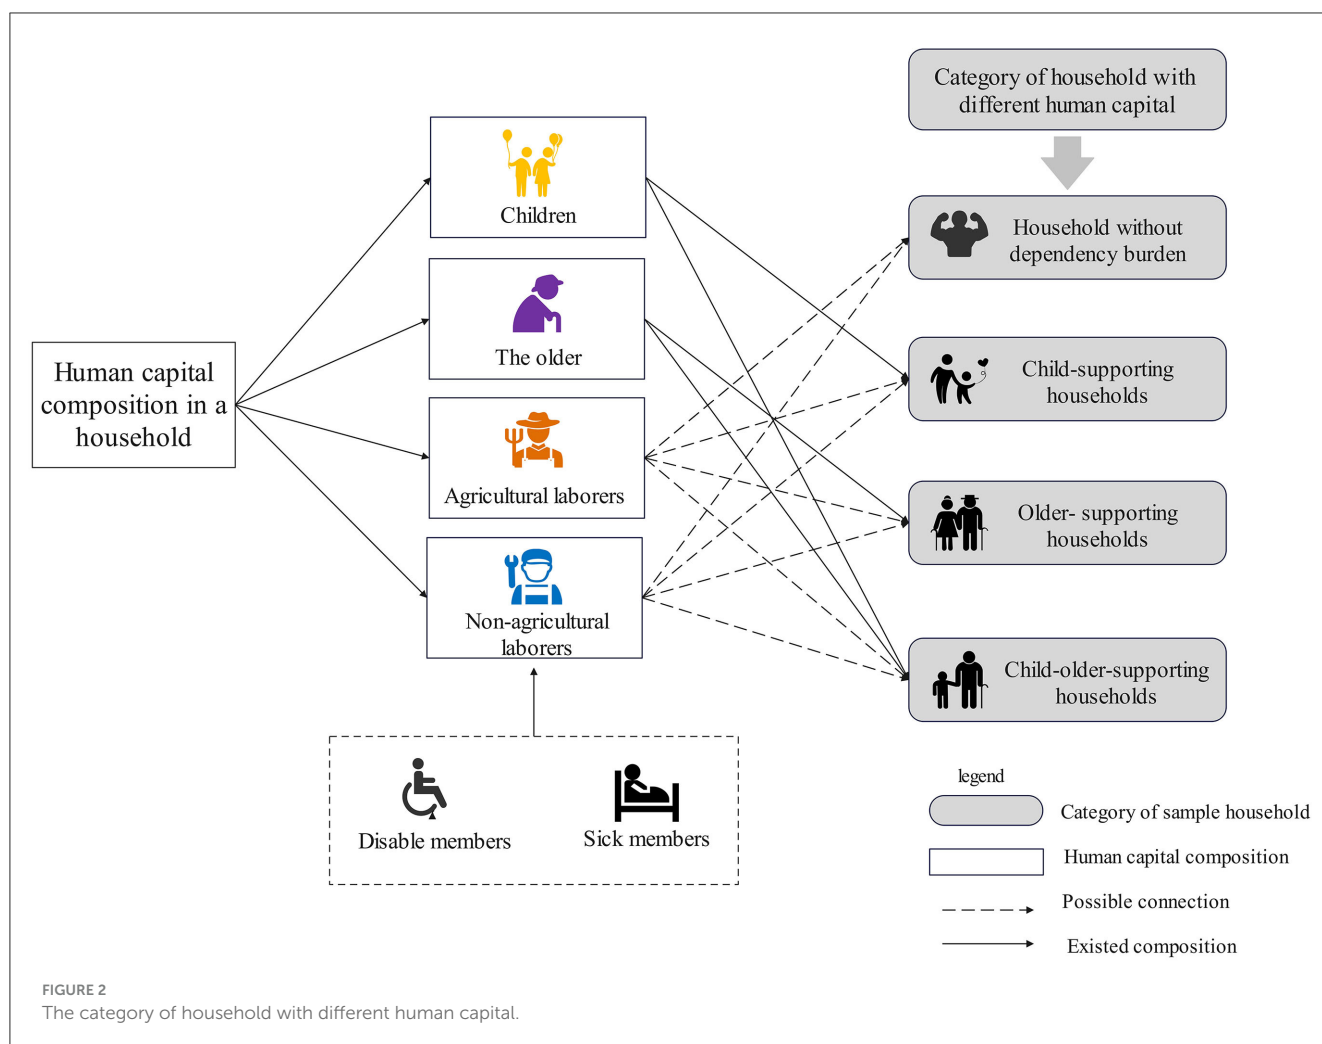 Category of household with
different human capital
Children
Household without
dependency burden
The older
Human capital
composition in a
household
Child-supporting
households
Agricultural laborers
Older- supporting
households
Non-agricultural
laborers
Child-older-supporting
households
Disable members
Sick members
legend
Category of sample household
Human capital composition
Possible connection
Existed composition
FIGURE 2
The category of household with different human capital.